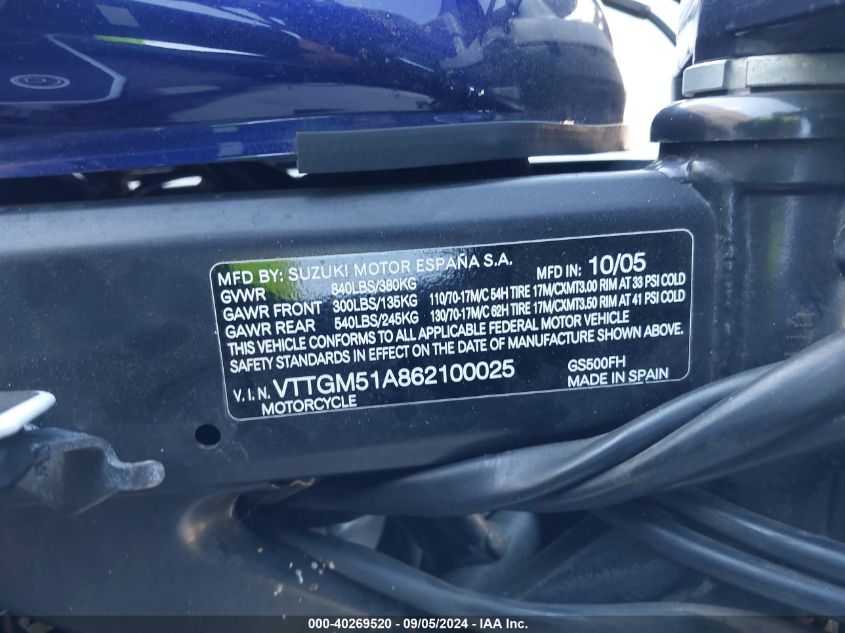 MFD BY: SUZUKI MOTOR ESPAÑA S.A. MFD IN: 10/05
GVWR 840LBS/380KG
GAWR FRONT 300LBS/135KG 110/70-17M/C 54H TIRE 17M/CXMT3.00 RIM AT 33 PSI COLD
GAWR REAR 540LBS/245KG 130/70-17M/C 62H TIRE 17M/CXMT3.50 RIM AT 41 PSI COLD
THIS VEHICLE CONFORMS TO ALL APPLICABLE FEDERAL MOTOR VEHICLE
SAFETY STANDARDS IN EFFECT ON THE DATE OF MANUFACTURE SHOWN ABOVE.
V.I.N. VTTGM51A862100025 GS500FH
MOTORCYCLE MADE IN SPAIN
000-40269520 - 09/05/2024 - IAA Inc.